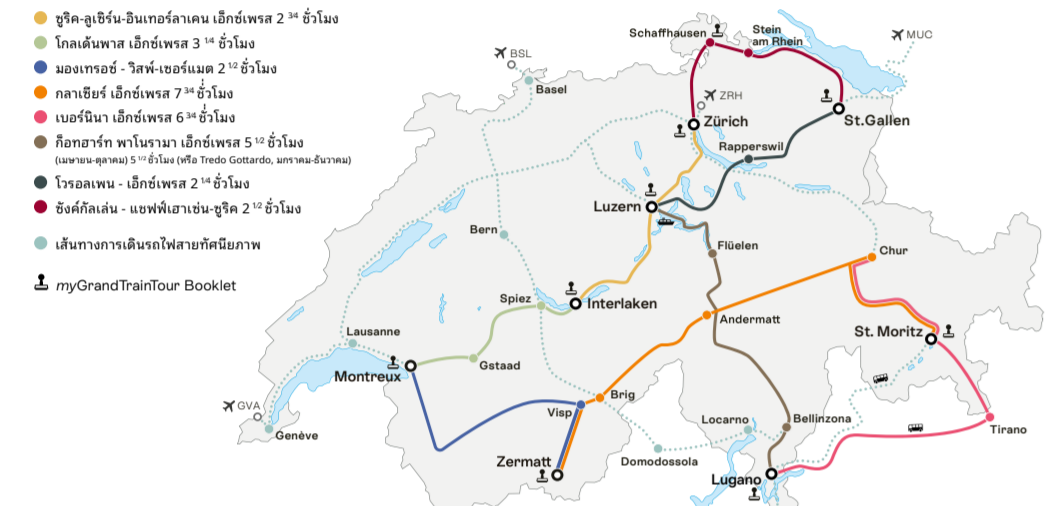 ซูริค-ลูเซิร์น-อินเทอร์ลาเคน เอ็กซ์เพรส 2 3/4 ชั่วโมง
โกลเด้นพาส เอ็กซ์เพรส 3 1/4 ชั่วโมง
มองเทรอซ์ - วิสพ์-เซอร์แมต 2 1/2 ชั่วโมง
กลาเซียร์ เอ็กซ์เพรส 7 3/4 ชั่วโมง
เบอร์นินา เอ็กซ์เพรส 6 3/4 ชั่วโมง
ก็อทฮาร์ท พาโนรามา เอ็กซ์เพรส 5 1/2 ชั่วโมง
(เมษายน-ตุลาคม) 5 1/2 ชั่วโมง (หรือ Tredo Gottardo, มกราคม-ธันวาคม)
โวรอลเพน - เอ็กซ์เพรส 2 1/4 ชั่วโมง
ซังค์กัลเล่น - แชฟฟ์เฮาเซ่น-ซูริค 2 1/2 ชั่วโมง
เส้นทางการเดินรถไฟสายทัศนียภาพ
myGrandTrainTour Booklet
Schaffhausen
Stein
am Rhein
MUC
BSL
Basel
ZRH
Zürich
St.Gallen
Rapperswil
Luzern
Bern
Flüelen
Chur
Spiez
Interlaken
Andermatt
St. Moritz
Lausanne
Gstaad
Montreux
Brig
Visp
GVA
Genève
Locarno
Bellinzona
Tirano
Domodossola
Zermatt
Lugano